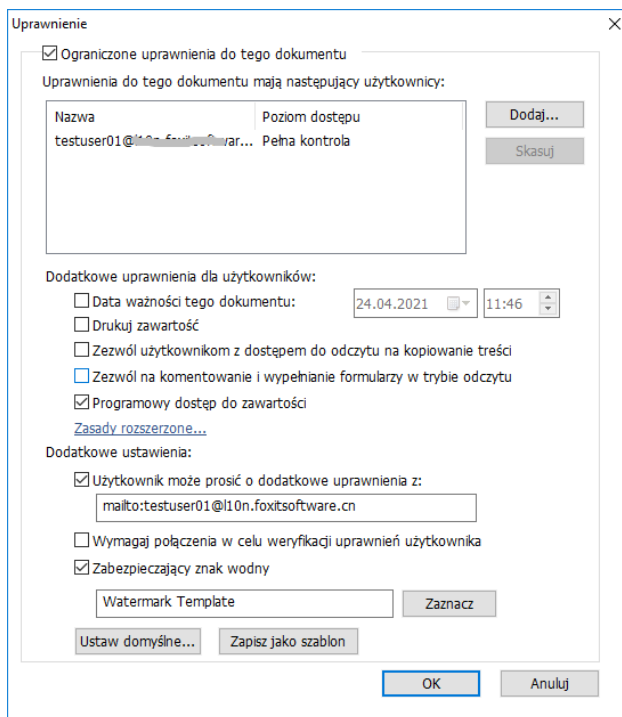 Uprawnienie
Ograniczone uprawnienia do tego dokumentu
Uprawnienia do tego dokumentu mają następujący użytkownicy:
Nazwa Poziom dostępu
testuser01@ ... Pełna kontrola
Dodaj...
Skasuj
Dodatkowe uprawnienia dla użytkowników:
Data ważności tego dokumentu: 24.04.2021 11:46
Drukuj zawartość
Zezwól użytkownikom z dostępem do odczytu na kopiowanie treści
Zezwól na komentowanie i wypełnianie formularzy w trybie odczytu
Programowy dostęp do zawartości
Zasady rozszerzone...
Dodatkowe ustawienia:
Użytkownik może prosić o dodatkowe uprawnienia z:
mailto:testuser01@l10n.foxitsoftware.cn
Wymagaj połączenia w celu weryfikacji uprawnień użytkownika
Zabezpieczający znak wodny
Watermark Template Zaznacz
Ustaw domyślne... Zapisz jako szablon
OK Anuluj